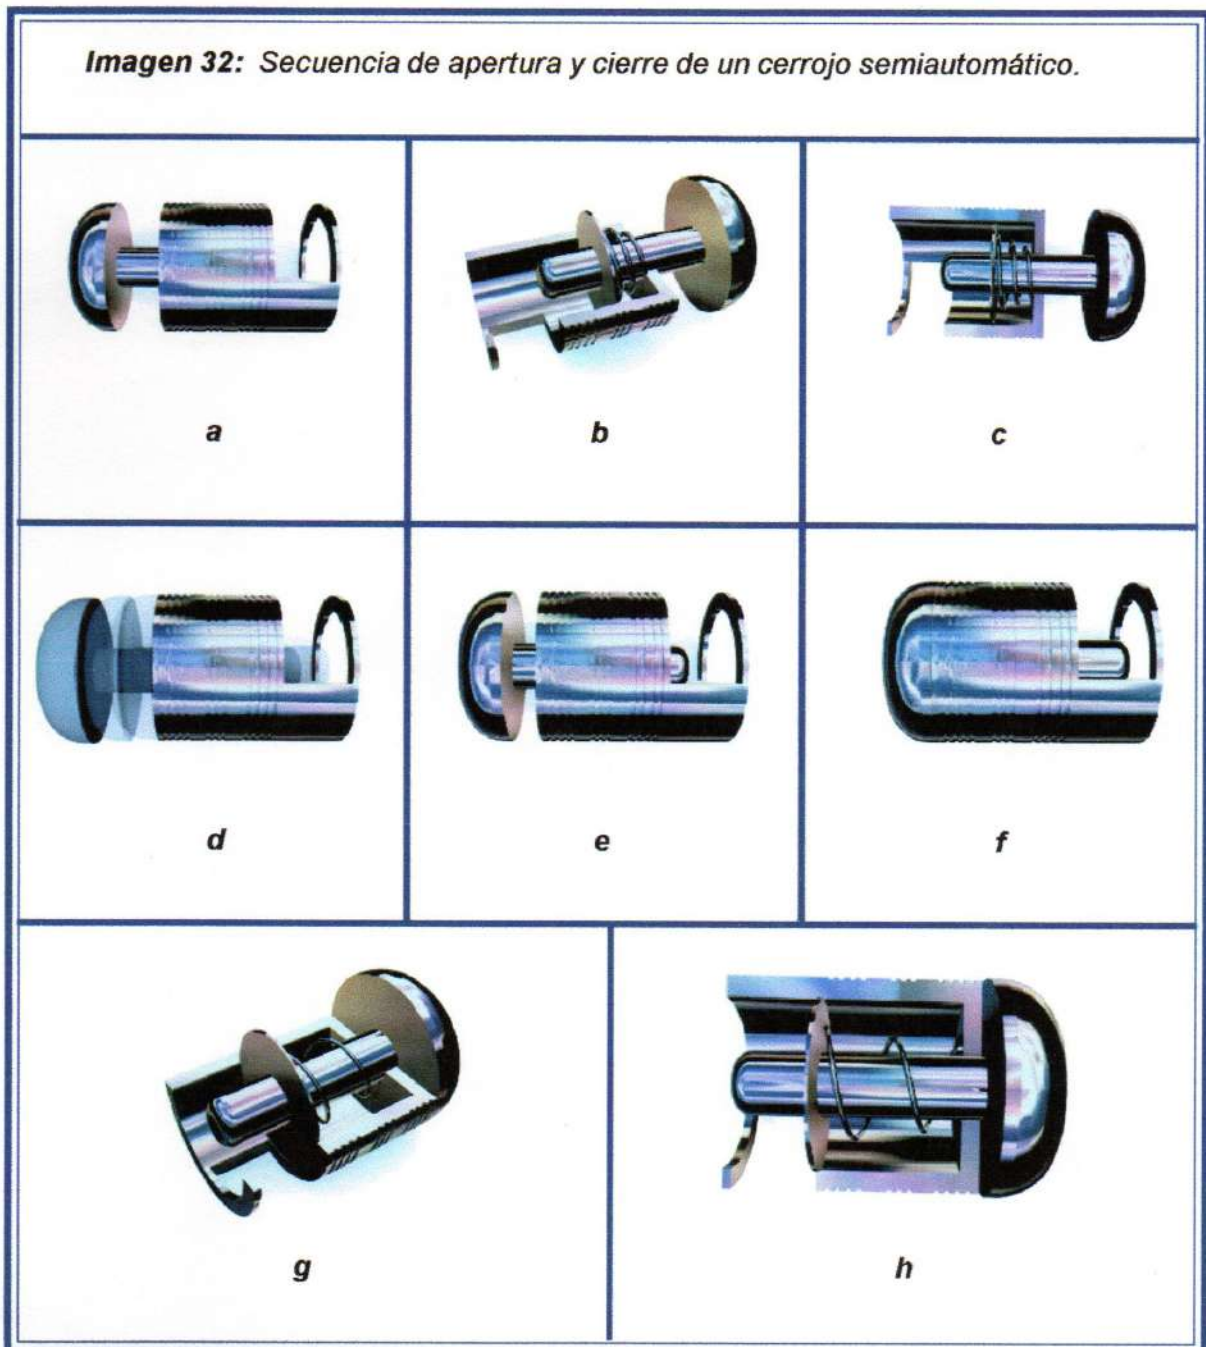 Imagen 32: Secuencia de apertura y cierre de un cerrojo semiautomático.
a
b
c
d
e
f
g
h